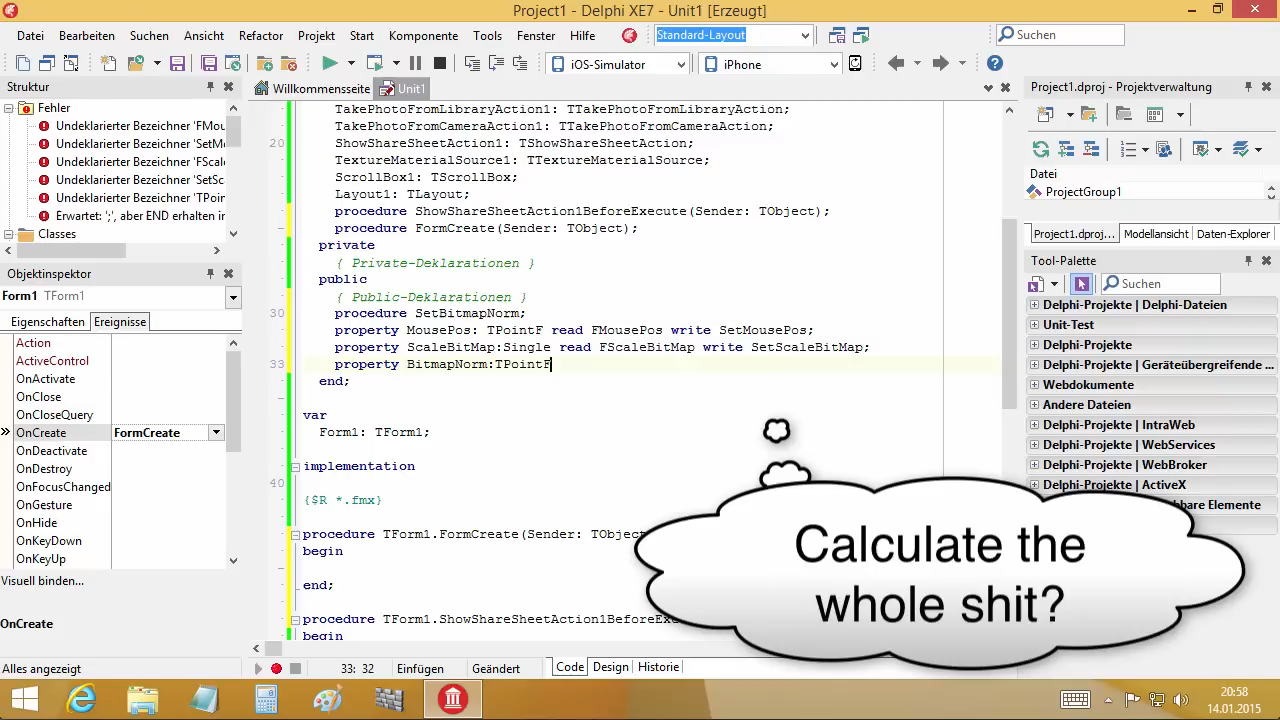 Project1 - Delphi XE7 - Unit1 [Erzeugt]
Datei Bearbeiten Suchen Ansicht Refactor Projekt Start Komponente Tools Fenster Hilfe Standard-Layout Suchen
iOS-Simulator iPhone
Struktur
Fehler
Undeklarierter Bezeichner 'FMou
Undeklarierter Bezeichner 'SetM
Undeklarierter Bezeichner 'FScale
Undeklarierter Bezeichner 'SetSca
Undeklarierter Bezeichner 'TPoin
Erwartet: ';', aber END erhalten in
Classes
Objektinspektor
Form1 TForm1
Eigenschaften Ereignisse
Action
ActiveControl
OnActivate
OnClose
OnCloseQuery
OnCreate FormCreate
OnDeactivate
OnDestroy
OnFocusChanged
OnGesture
OnHide
OnKeyDown
OnKeyUp
Visuell binden...
OnCreate
Alles angezeigt
Willkommensseite Unit1
TakePhotoFromLibraryAction1: TTakePhotoFromLibraryAction;
TakePhotoFromCameraAction1: TTakePhotoFromCameraAction;
20 ShowShareSheetAction1: TShowShareSheetAction;
TextureMaterialSource1: TTextureMaterialSource;
ScrollBox1: TScrollBox;
Layout1: TLayout;
procedure ShowShareSheetAction1BeforeExecute(Sender: TObject);
procedure FormCreate(Sender: TObject);
private
{ Private-Deklarationen }
public
{ Public-Deklarationen }
30 procedure SetBitmapNorm;
property MousePos: TPointF read FMousePos write SetMousePos;
property ScaleBitMap:Single read FScaleBitMap write SetScaleBitMap;
33 property BitmapNorm:TPointF
end;
var
Form1: TForm1;
implementation
40
{$R *.fmx}
procedure TForm1.FormCreate(Sender: TObjec
begin
end;
procedure TForm1.ShowShareSheetAction1BeforeExec
begin
33: 32 Einfügen Geändert Code Design Historie
Project1.dproj - Projektverwaltung
Datei
ProjectGroup1
Project1.dproj... Modellansicht Daten-Explorer
Tool-Palette
Suchen
Delphi-Projekte | Delphi-Dateien
Unit-Test
Delphi-Projekte
Delphi-Projekte | Geräteübergreifende ...
Webdokumente
Andere Dateien
Delphi-Projekte | IntraWeb
Delphi-Projekte | WebServices
Delphi-Projekte | WebBroker
Delphi-Projekte | ActiveX
bare Elemente
Calculate the
whole shit?
20:58
14.01.2015